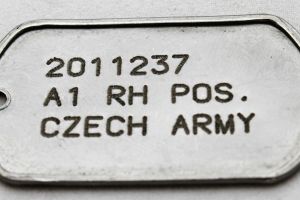 2011237
A1 RH POS.
CZECH ARMY